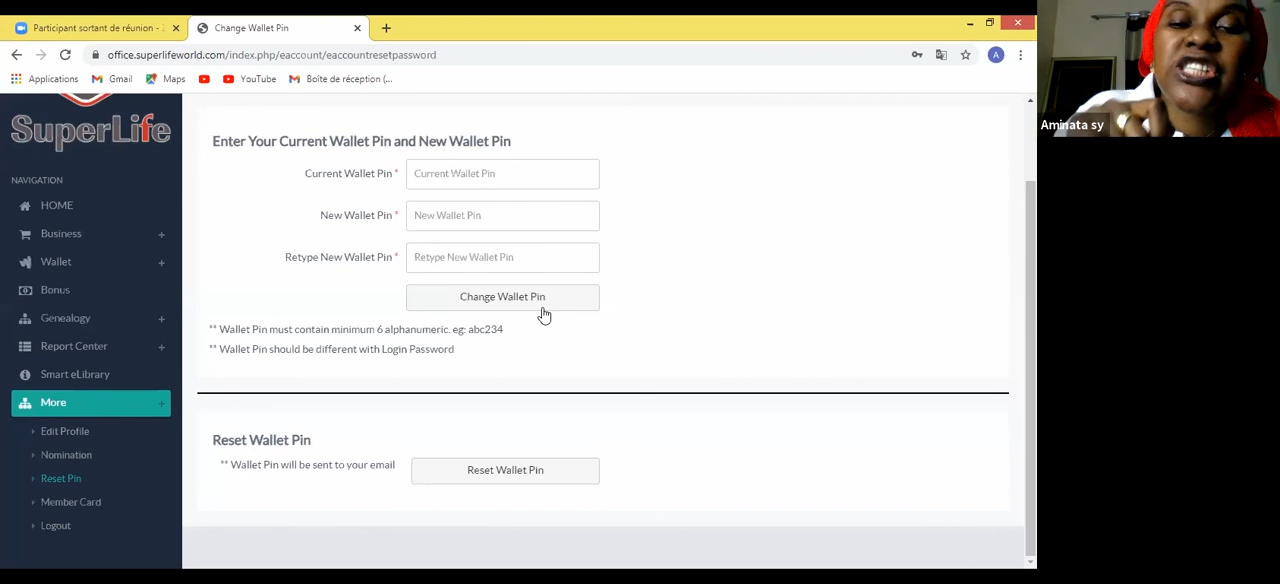 Participant sortant de réunion - 
Change Wallet Pin
office.superlifeworld.com/index.php/eaccount/eaccountresetpassword
A
Applications
Gmail
Maps
YouTube
Boîte de réception (...
SuperLife
NAVIGATION
HOME
Business +
Wallet +
Bonus
Genealogy +
Report Center +
Smart eLibrary
More +
Edit Profile
Nomination
Reset Pin
Member Card
Logout
Enter Your Current Wallet Pin and New Wallet Pin
Current Wallet Pin * Current Wallet Pin
New Wallet Pin * New Wallet Pin
Retype New Wallet Pin * Retype New Wallet Pin
Change Wallet Pin
** Wallet Pin must contain minimum 6 alphanumeric. eg: abc234
** Wallet Pin should be different with Login Password
Reset Wallet Pin
** Wallet Pin will be sent to your email Reset Wallet Pin
Aminata sy